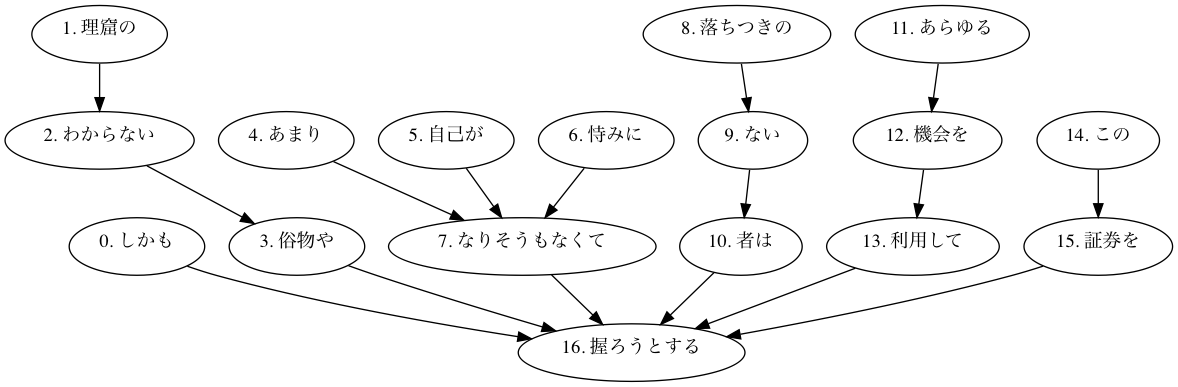 1. 理窟の
8. 落ちつきの
11. あらゆる
2. わからない
4. あまり
5. 自己が
6. 恃みに
9. ない
12. 機会を
14. この
0. しかも
3. 俗物や
7. なりそうもなくて
10. 者は
13. 利用して
15. 証券を
16. 握ろうとする